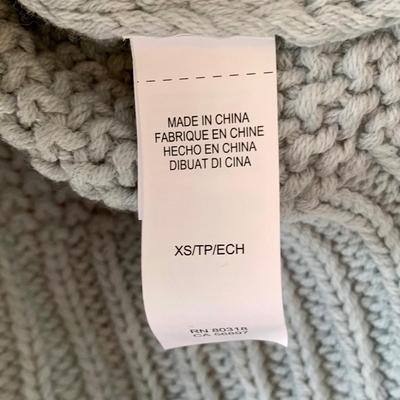 MADE IN CHINA
FABRIQUE EN CHINE
HECHO EN CHINA
DIBUAT DI CINA
XS/TP/ECH
RN 80318
CA 56897